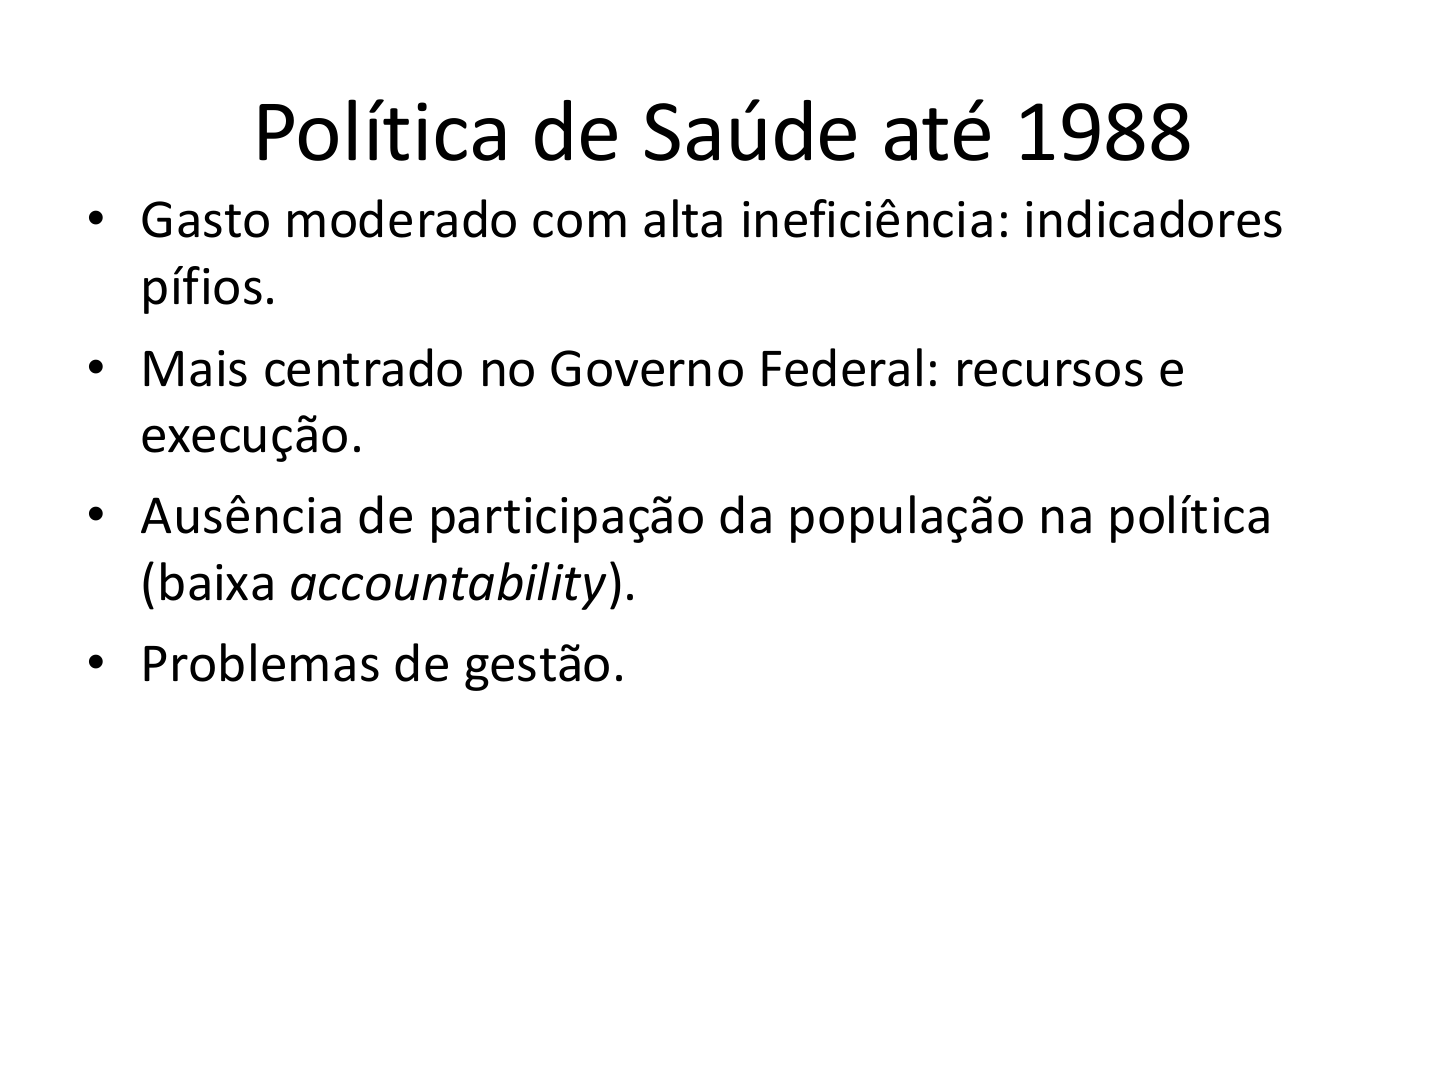 Política de Saúde até 1988
• Gasto moderado com alta ineficiência: indicadores
pífios.
• Mais centrado no Governo Federal: recursos e
execução.
• Ausência de participação da população na política
(baixa accountability).
• Problemas de gestão.